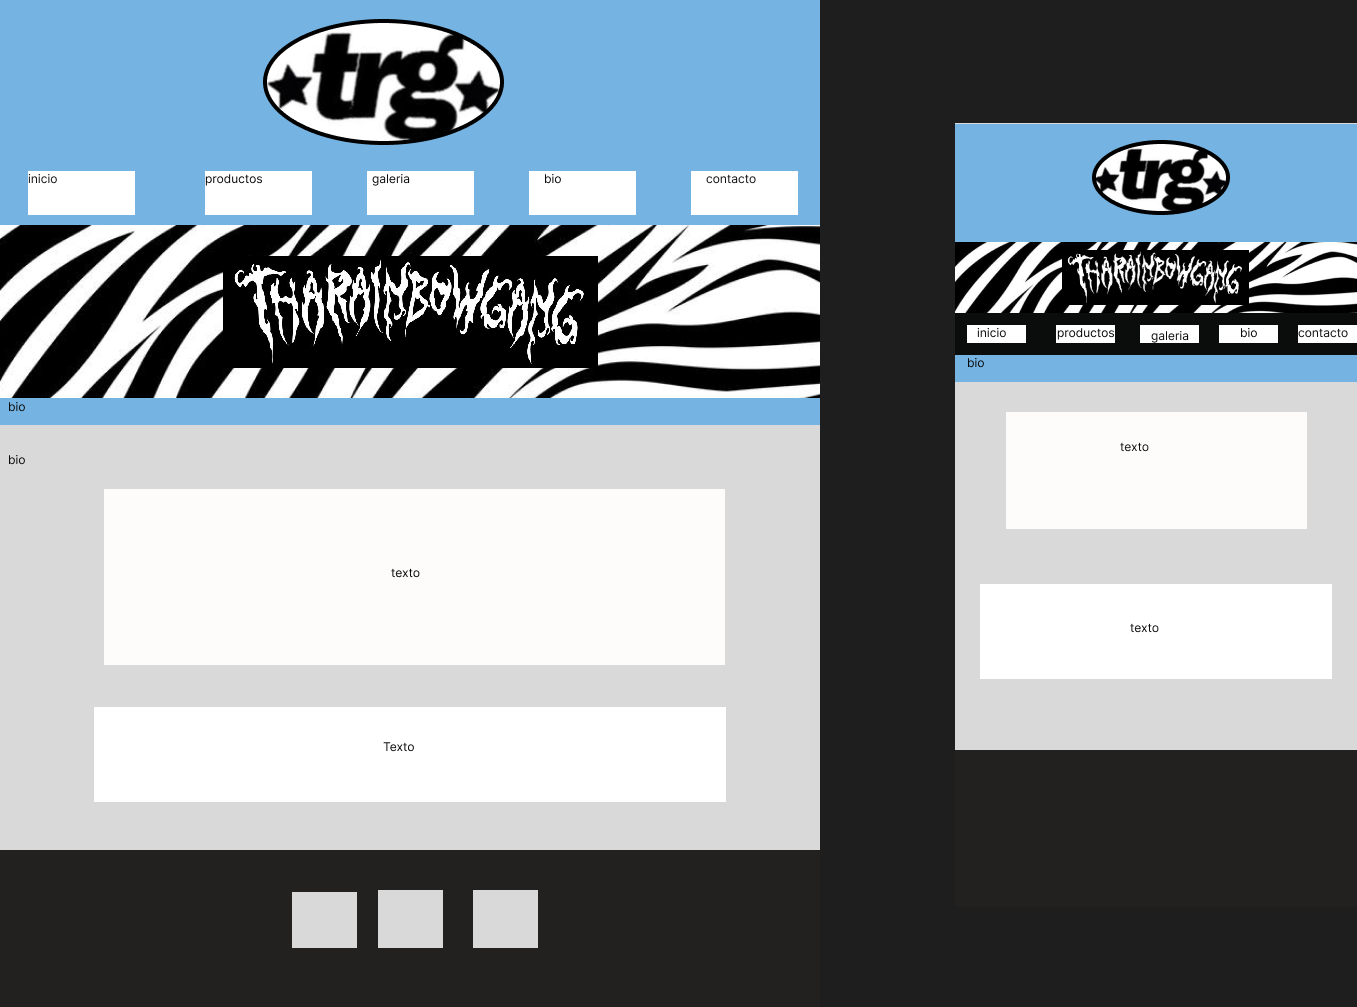 trg
inicio
productos
galeria
bio
contacto
THARAINBOWGANG
bio
bio
texto
Texto
trg
THARAINBOWGANG
inicio
productos
galeria
bio
contacto
bio
texto
texto